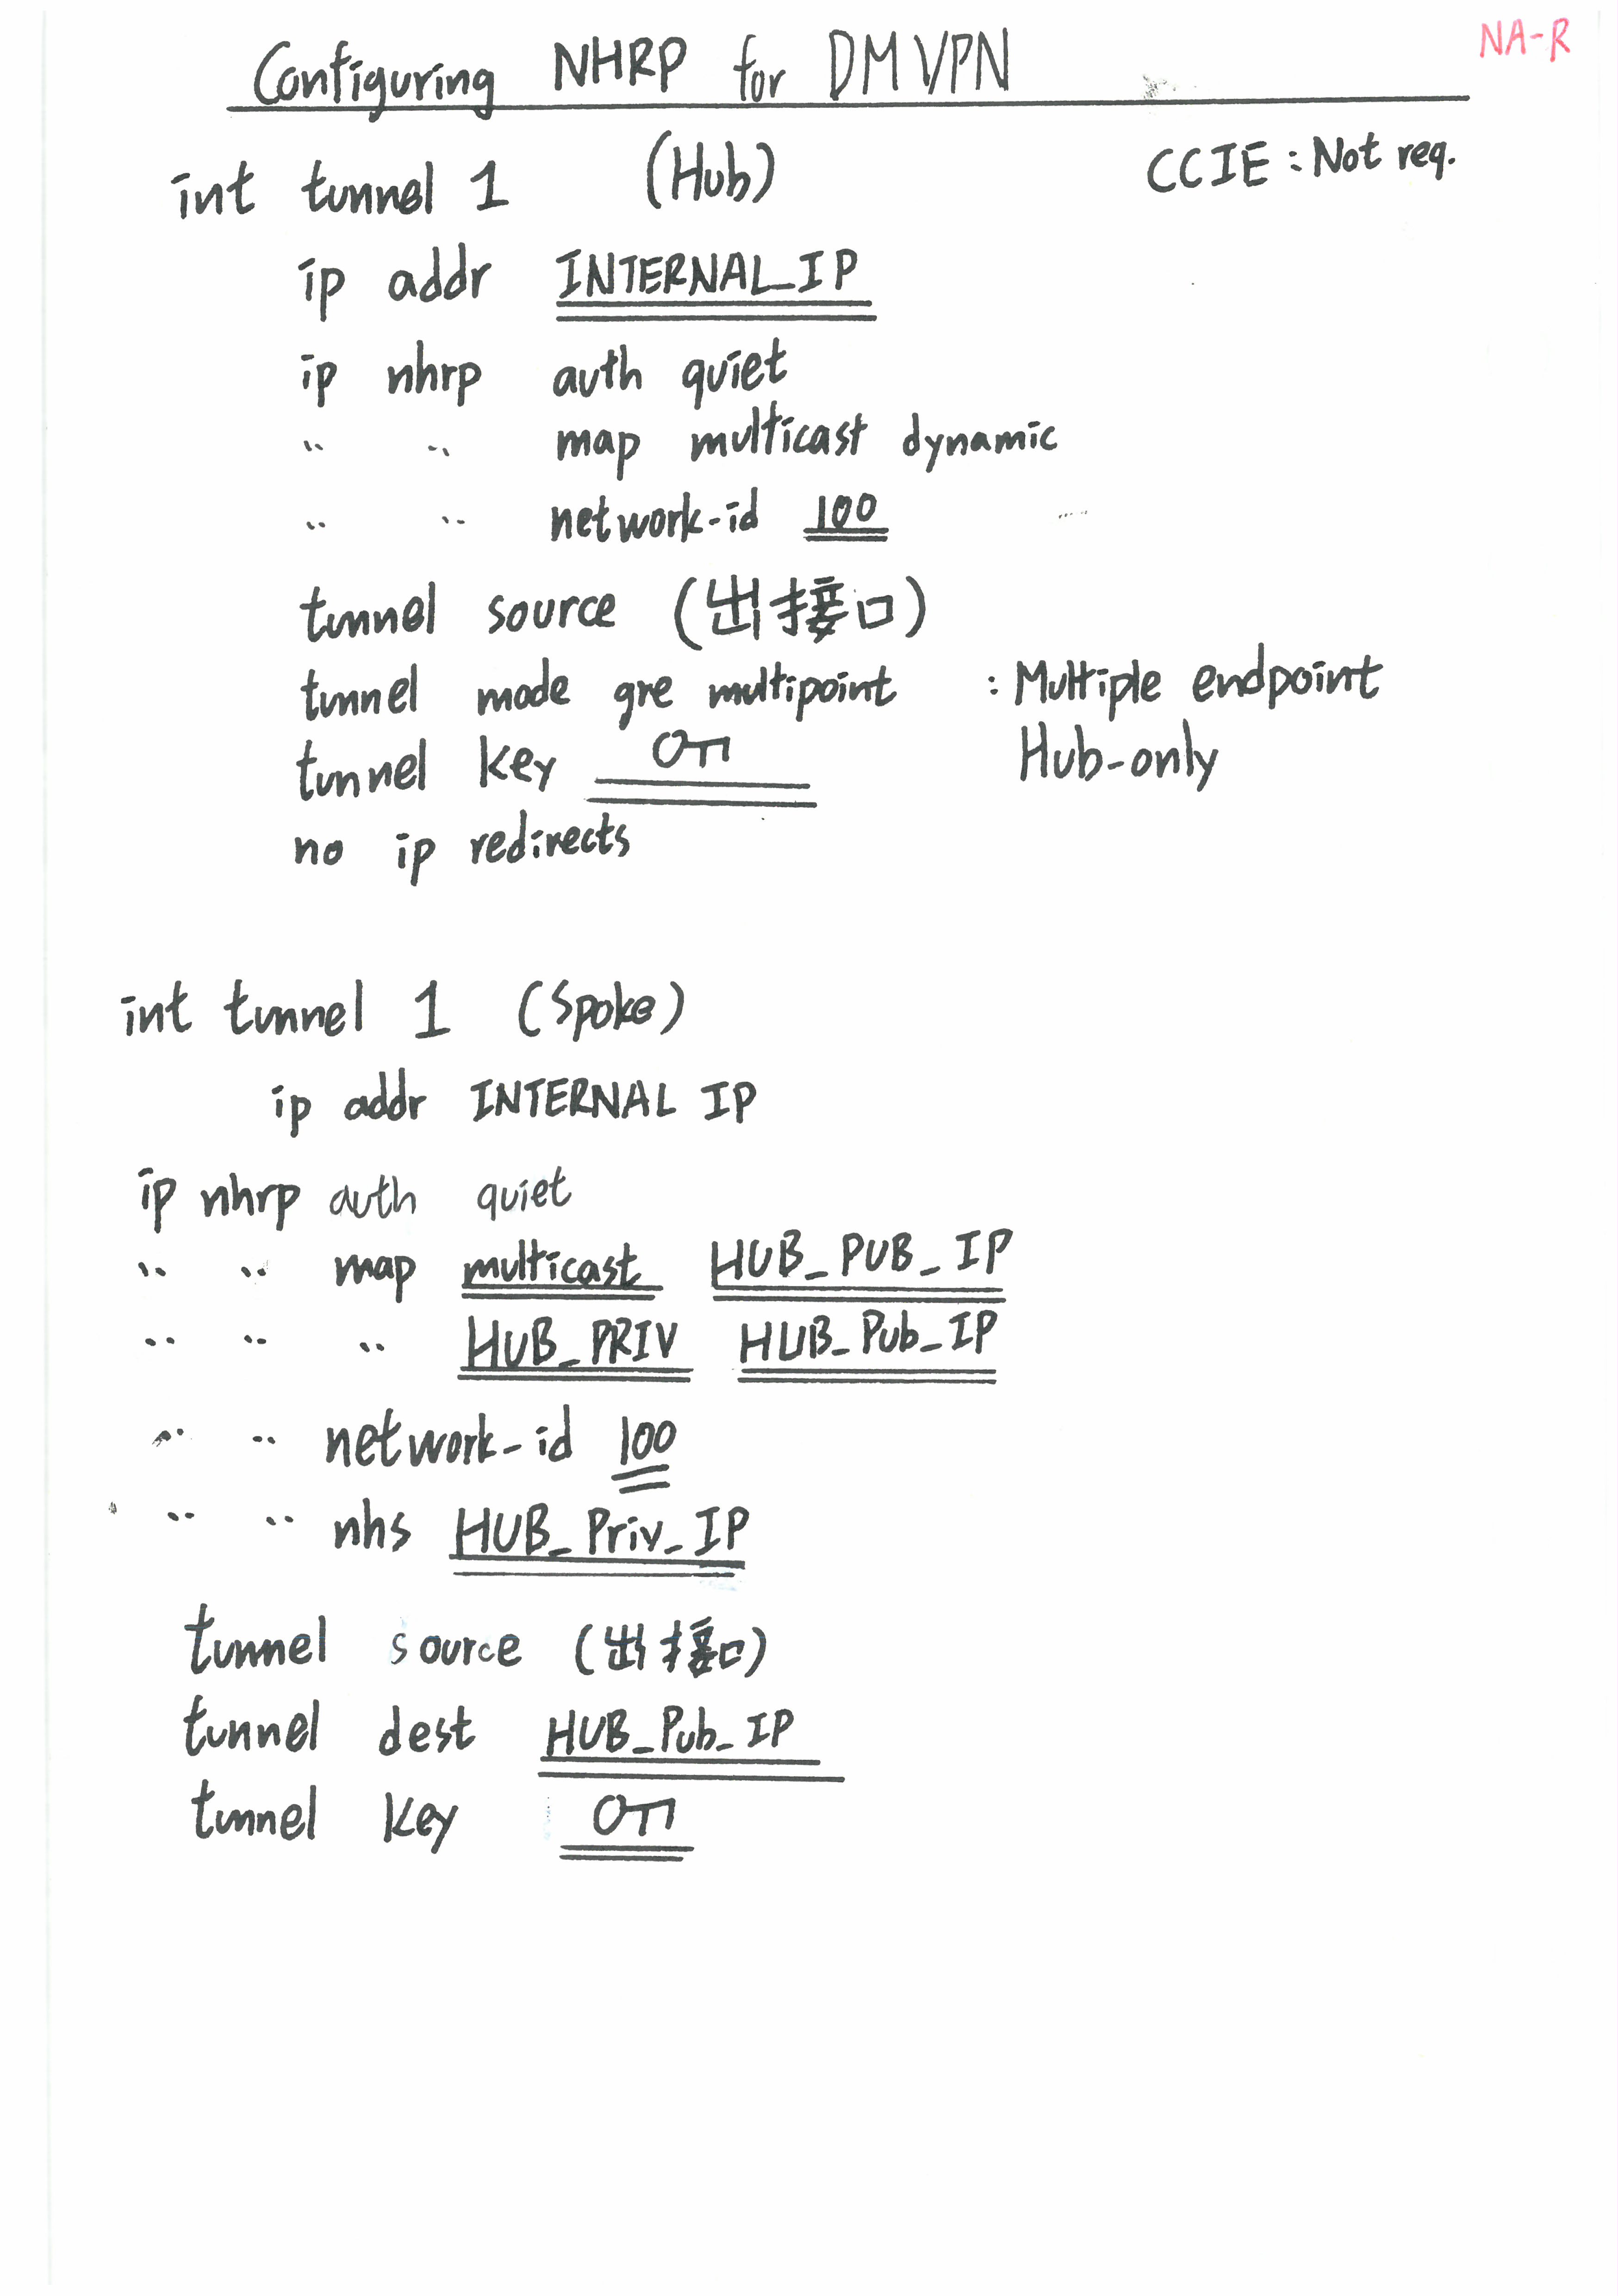 NA-R
Configuring NHRP for DMVPN
int tunnel 1 (Hub) CCIE : Not req.
ip addr INTERNAL_IP
ip nhrp auth quiet
" " map multicast dynamic
" " network-id 100
tunnel source (出接口)
tunnel mode gre multipoint : Multiple endpoint
Hub-only
tunnel key
no ip redirects
int tunnel 1 (Spoke)
ip addr INTERNAL IP
ip nhrp auth quiet
" " map multicast HUB_PUB_IP
" " " HUB_PRIV HUB_Pub_IP
" " network-id 100
" " nhs HUB_Priv_IP
tunnel source (出接口)
tunnel dest HUB_Pub_IP
tunnel key